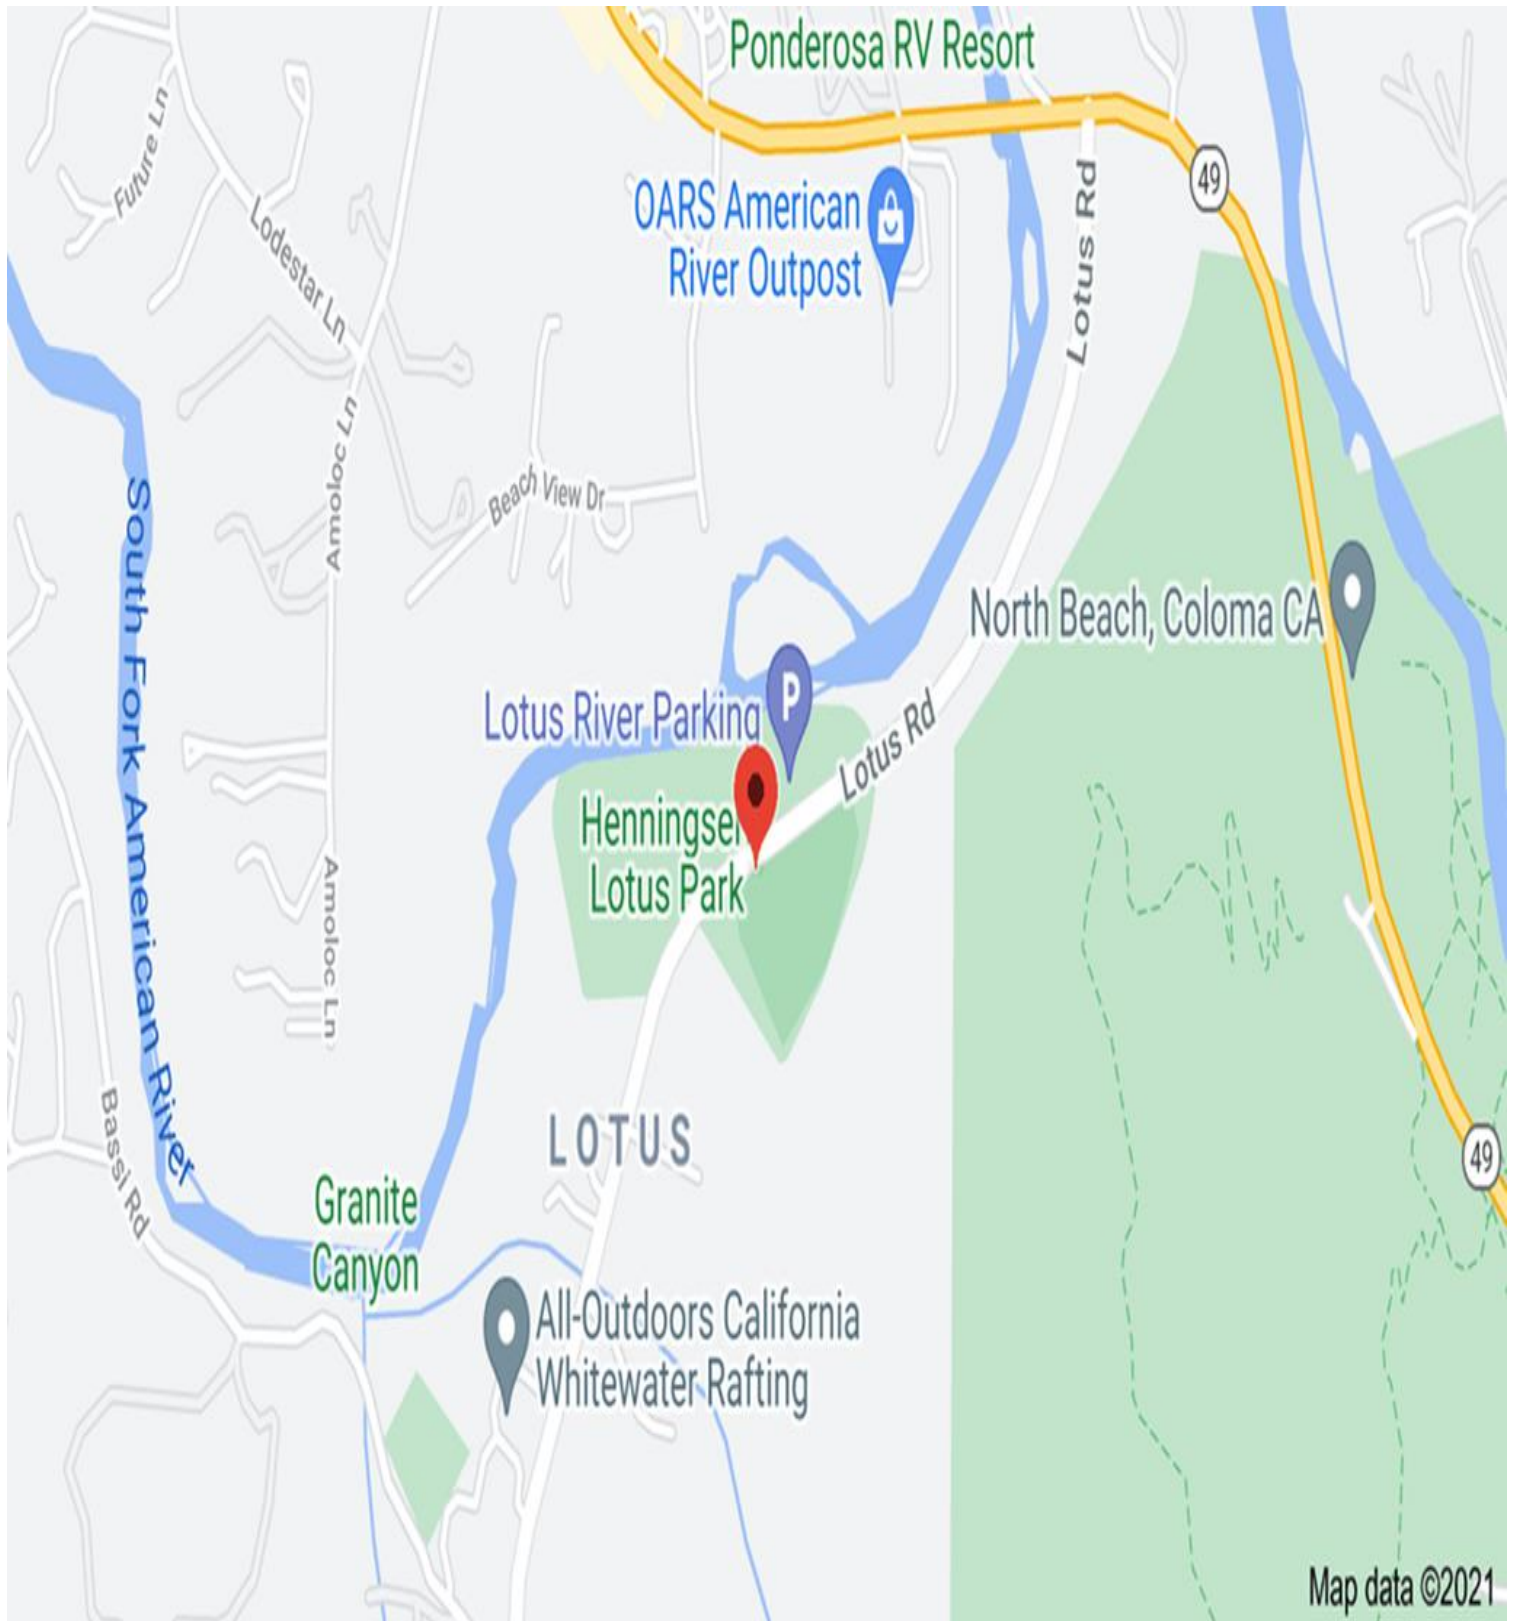 Ponderosa RV Resort
Future Ln
49
Lotus Rd
OARS American
River Outpost
Lodestar Ln
Amoloc Ln
Beach View Dr
South Fork American River
North Beach, Coloma CA
P
Lotus River Parking
Lotus Rd
Henningsen
Lotus Park
Amoloc Ln
Bassi Rd
LOTUS
49
Granite
Canyon
All-Outdoors California
Whitewater Rafting
Map data ©2021